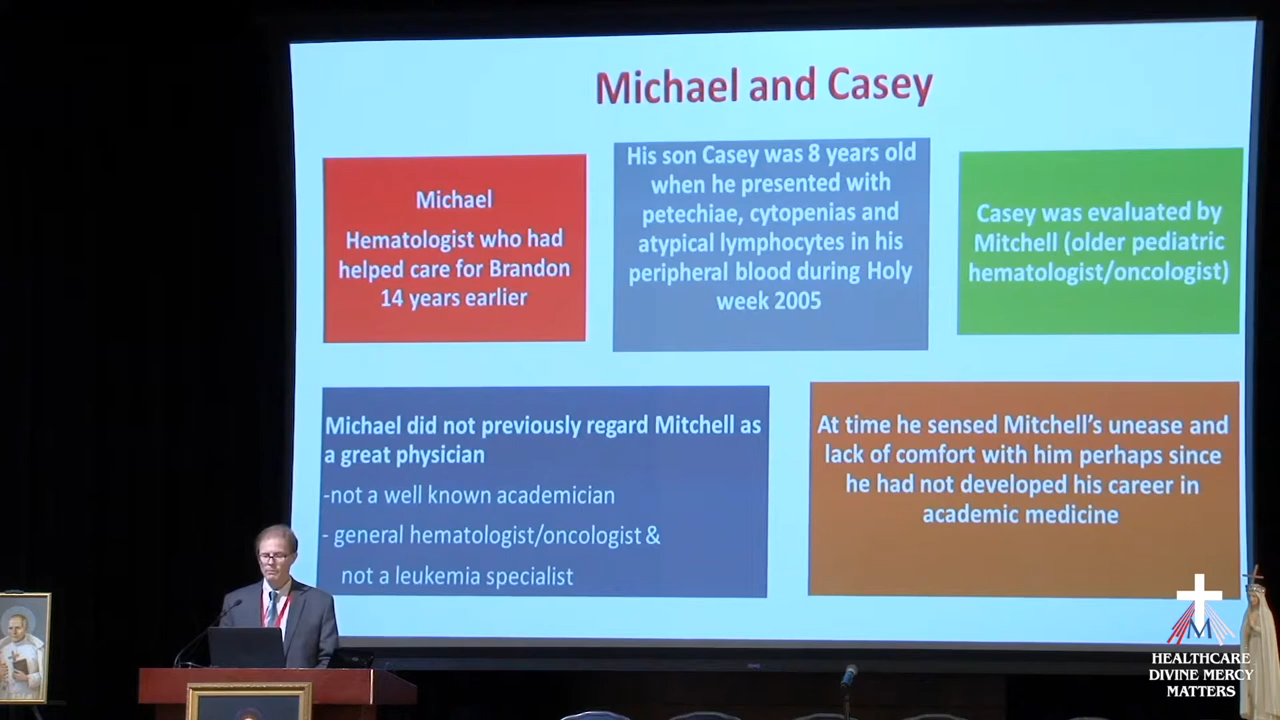 Michael and Casey
Michael
Hematologist who had
helped care for Brandon
14 years earlier
His son Casey was 8 years old
when he presented with
petechiae, cytopenias and
atypical lymphocytes in his
peripheral blood during Holy
week 2005
Casey was evaluated by
Mitchell (older pediatric
hematologist/oncologist)
Michael did not previously regard Mitchell as
a great physician
-not a well known academician
- general hematologist/oncologist &
not a leukemia specialist
At time he sensed Mitchell's unease and
lack of comfort with him perhaps since
he had not developed his career in
academic medicine
M
HEALTHCARE
DIVINE MERCY
MATTERS